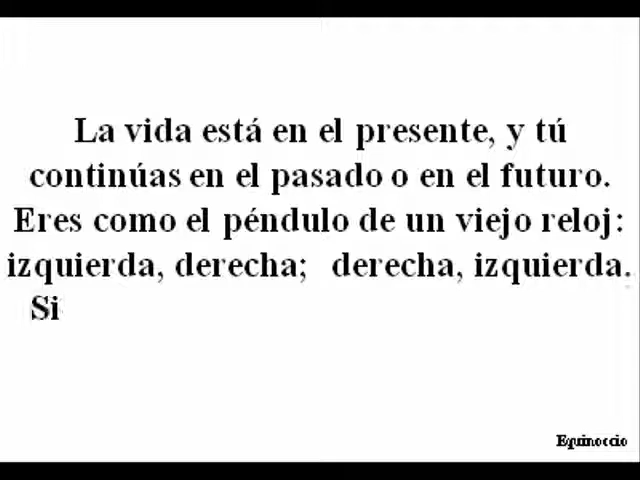 La vida está en el presente, y tú
continúas en el pasado o en el futuro.
Eres como el péndulo de un viejo reloj:
izquierda, derecha; derecha, izquierda.
Si
Equinoccio